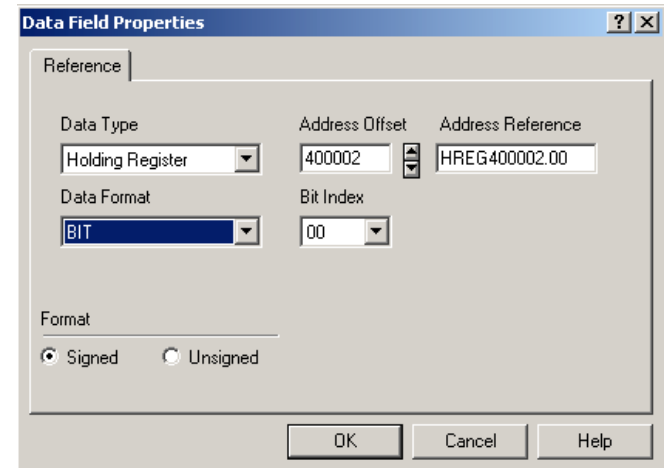 Data Field Properties
Reference
Data Type Address Offset Address Reference
Holding Register 400002 HREG400002.00
Data Format Bit Index
BIT 00
Format
Signed Unsigned
OK Cancel Help